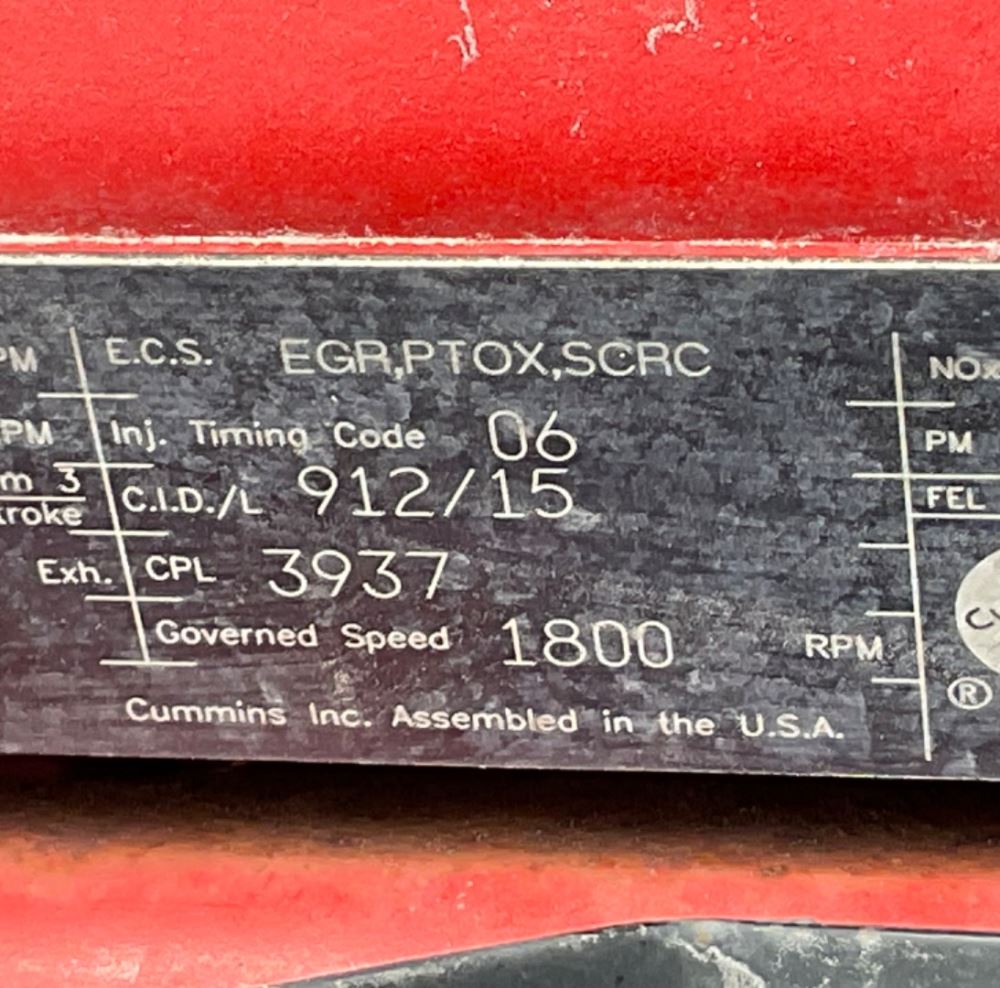 PM E.C.S. EGR,PTOX,SCRC NOx
PM Inj. Timing Code 06 PM
m 3 C.I.D./L 912/15 FEL
troke
Exh. CPL 3937
Governed Speed 1800 RPM
®
Cummins Inc. Assembled in the U.S.A.